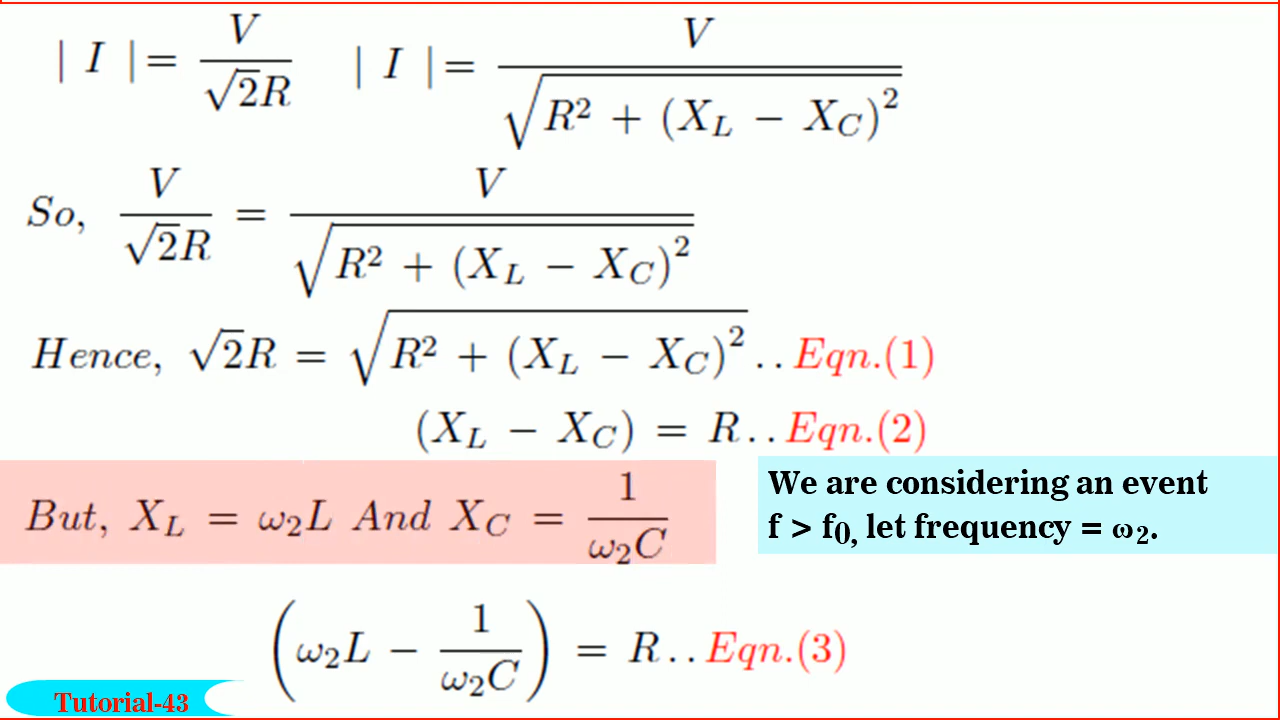 | I |= V/√2R   | I |= V/√(R² + (X_L − X_C)²)
So, V/√2R = V/√(R² + (X_L − X_C)²)
Hence, √2R = √(R² + (X_L − X_C)²) . . Eqn.(1)
(X_L − X_C) = R . . Eqn.(2)
But, X_L = ω₂L And X_C = 1/ω₂C
We are considering an event
f > f₀, let frequency = ω₂.
(ω₂L − 1/ω₂C) = R . . Eqn.(3)
Tutorial-43